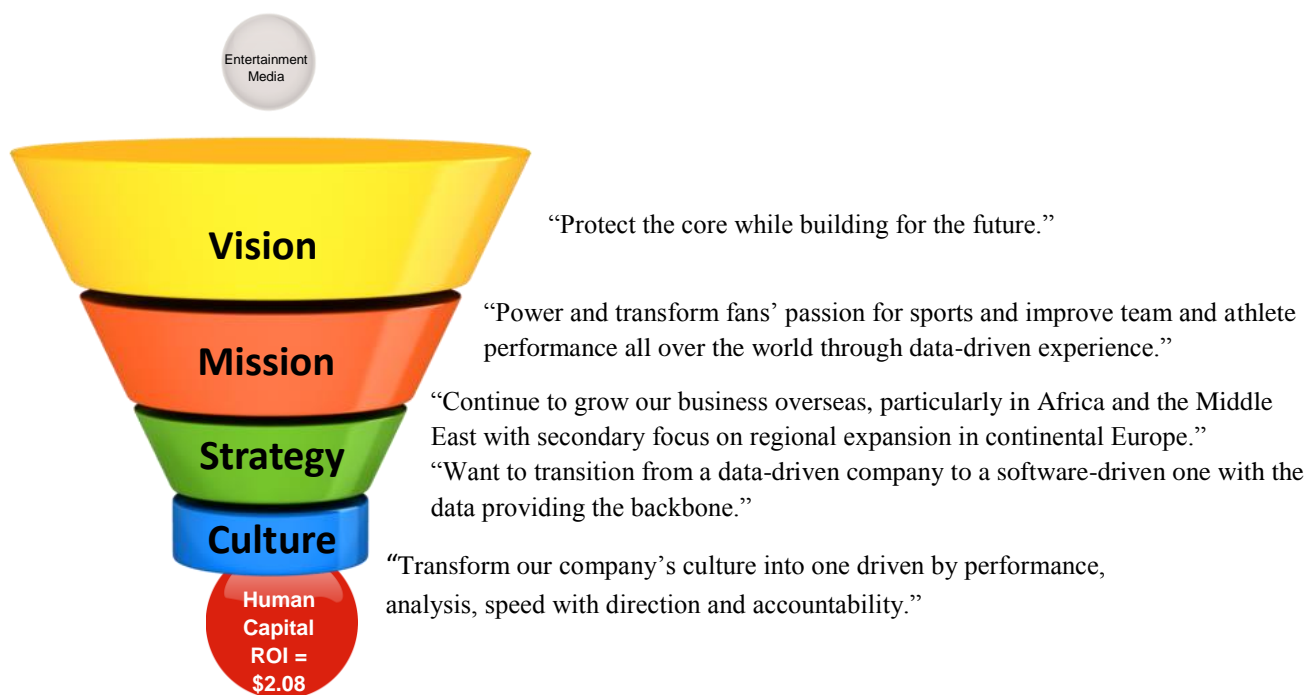 Entertainment
Media
Vision
“Protect the core while building for the future.”
Mission
“Power and transform fans’ passion for sports and improve team and athlete
performance all over the world through data-driven experience.”
Strategy
“Continue to grow our business overseas, particularly in Africa and the Middle
East with secondary focus on regional expansion in continental Europe.”
“Want to transition from a data-driven company to a software-driven one with the
data providing the backbone.”
Culture
“Transform our company’s culture into one driven by performance,
analysis, speed with direction and accountability.”
Human
Capital
ROI =
$2.08